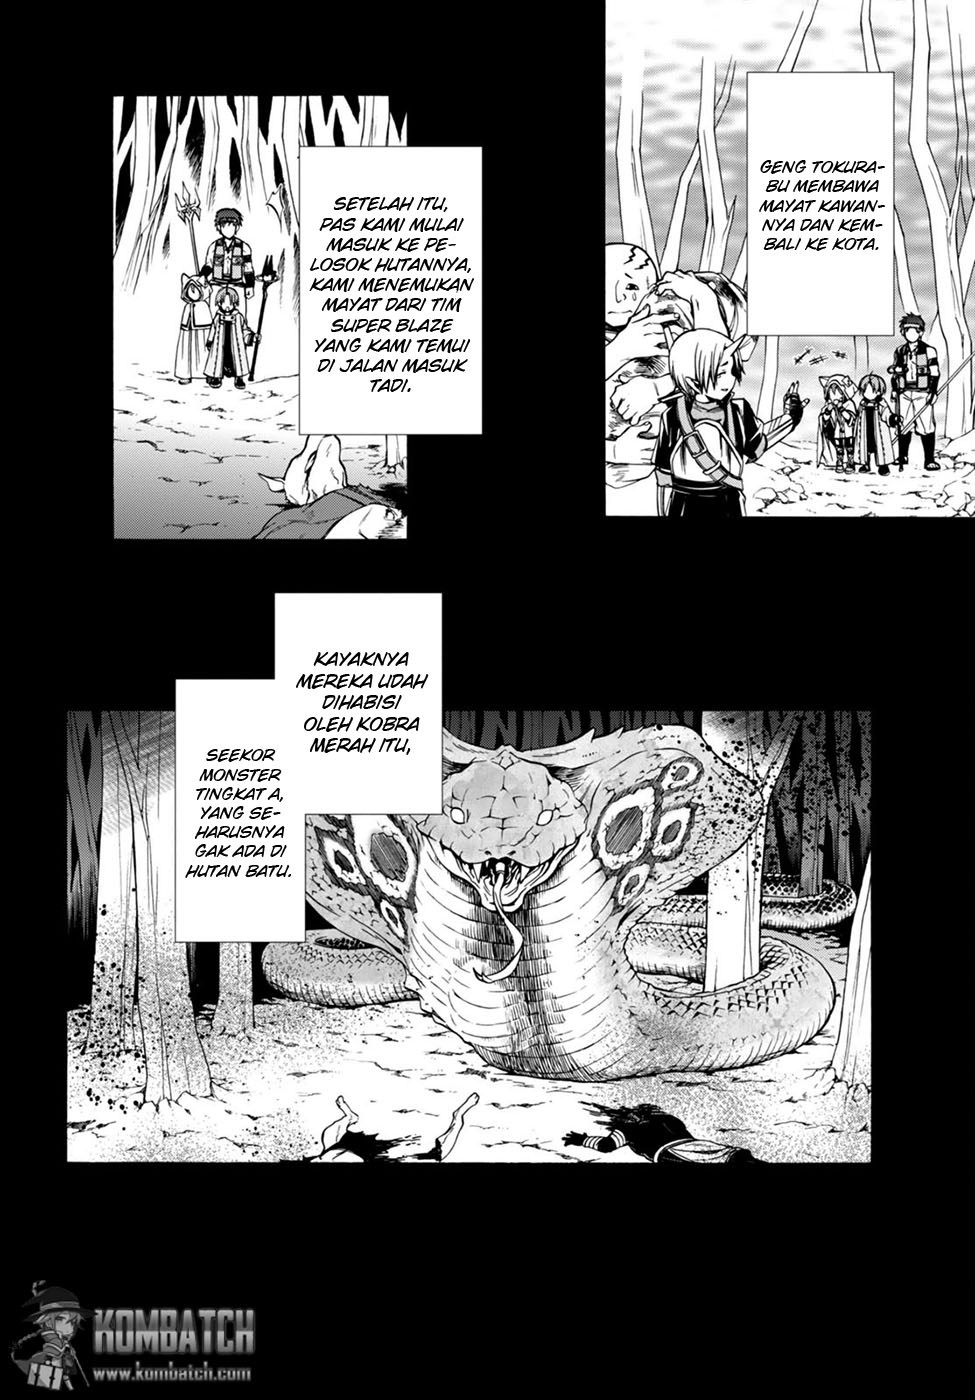 GENG TOKURA-
BU MEMBAWA
MAYAT KAWAN-
NYA DAN KEM-
BALI KE KOTA.
SETELAH ITU,
PAS KAMI MULAI
MASUK KE PE-
LOSOK HUTANNYA,
KAMI MENEMUKAN
MAYAT DARI TIM
SUPER BLAZE
YANG KAMI TEMUI
DI JALAN MASUK
TADI.
KAYAKNYA
MEREKA UDAH
DIHABISI
OLEH KOBRA
MERAH ITU,
SEEKOR
MONSTER
TINGKAT A,
YANG SE-
HARUSNYA
GAK ADA DI
HUTAN BATU.
KOMBATCH
www.kombatch.com